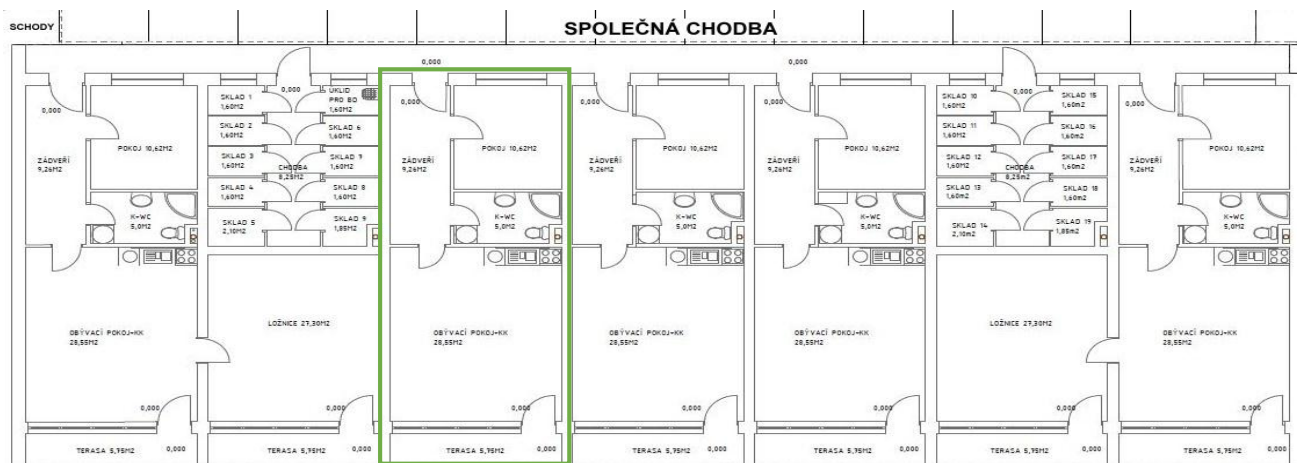 SCHODY
SPOLEČNÁ CHODBA
0,000
0,000
0,000
ZÁDVEŘÍ
9,26M2
POKOJ 10,62M2
K+WC
5,0M2
OBÝVACÍ POKOJ+KK
28,55M2
0,000
TERASA 5,75M2
0,000
SKLAD 1
1,60M2
SKLAD 2
1,60M2
SKLAD 3
1,60M2
SKLAD 4
1,60M2
SKLAD 5
2,10M2
0,000
CHODBA
8,25M2
ÚKLID
PRO BD
1,60M2
SKLAD 6
1,60M2
SKLAD 7
1,60M2
SKLAD 8
1,60M2
SKLAD 9
1,85M2
LOŽNICE 27,30M2
0,000
TERASA 5,75M2
0,000
0,000
ZÁDVEŘÍ
9,26M2
POKOJ 10,62M2
K+WC
5,0M2
OBÝVACÍ POKOJ+KK
28,55M2
0,000
TERASA 5,75M2
0,000
0,000
ZÁDVEŘÍ
9,26M2
POKOJ 10,62M2
K+WC
5,0M2
OBÝVACÍ POKOJ+KK
28,55M2
0,000
TERASA 5,75M2
0,000
0,000
ZÁDVEŘÍ
9,26M2
POKOJ 10,62M2
K+WC
5,0M2
OBÝVACÍ POKOJ+KK
28,55M2
0,000
TERASA 5,75M2
0,000
SKLAD 10
1,60M2
SKLAD 11
1,60M2
SKLAD 12
1,60M2
SKLAD 13
1,60M2
SKLAD 14
2,10M2
0,000
CHODBA
8,25m2
SKLAD 15
1,60M2
SKLAD 16
1,60m2
SKLAD 17
1,60m2
SKLAD 18
1,60m2
SKLAD 19
1,85m2
LOŽNICE 27,30M2
0,000
TERASA 5,75M2
0,000
0,000
ZÁDVEŘÍ
9,26M2
POKOJ 10,62M2
K+WC
5,0M2
OBÝVACÍ POKOJ+KK
28,55M2
0,000
TERASA 5,75M2
0,000